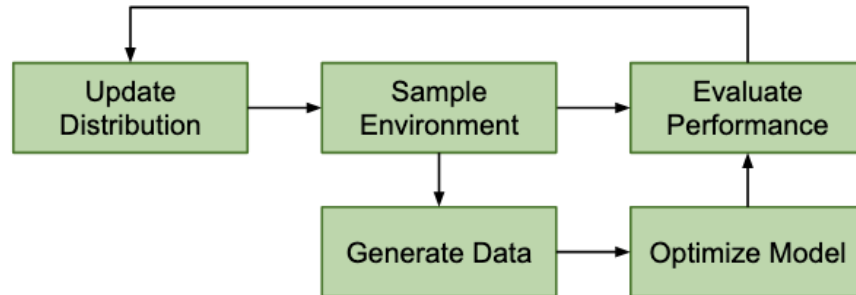 Update
Distribution
Sample
Environment
Evaluate
Performance
Generate Data
Optimize Model